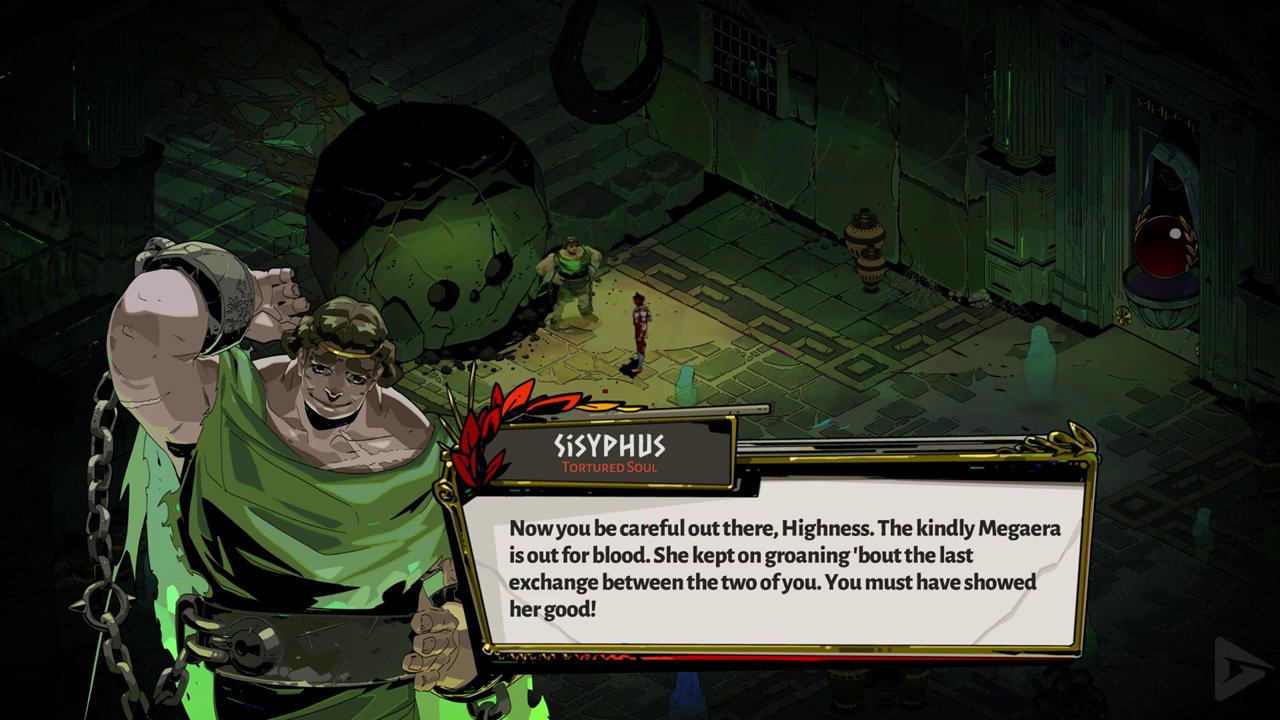 SiSYPHUS
Tortured Soul
Now you be careful out there, Highness. The kindly Megaera
is out for blood. She kept on groaning 'bout the last
exchange between the two of you. You must have showed
her good!